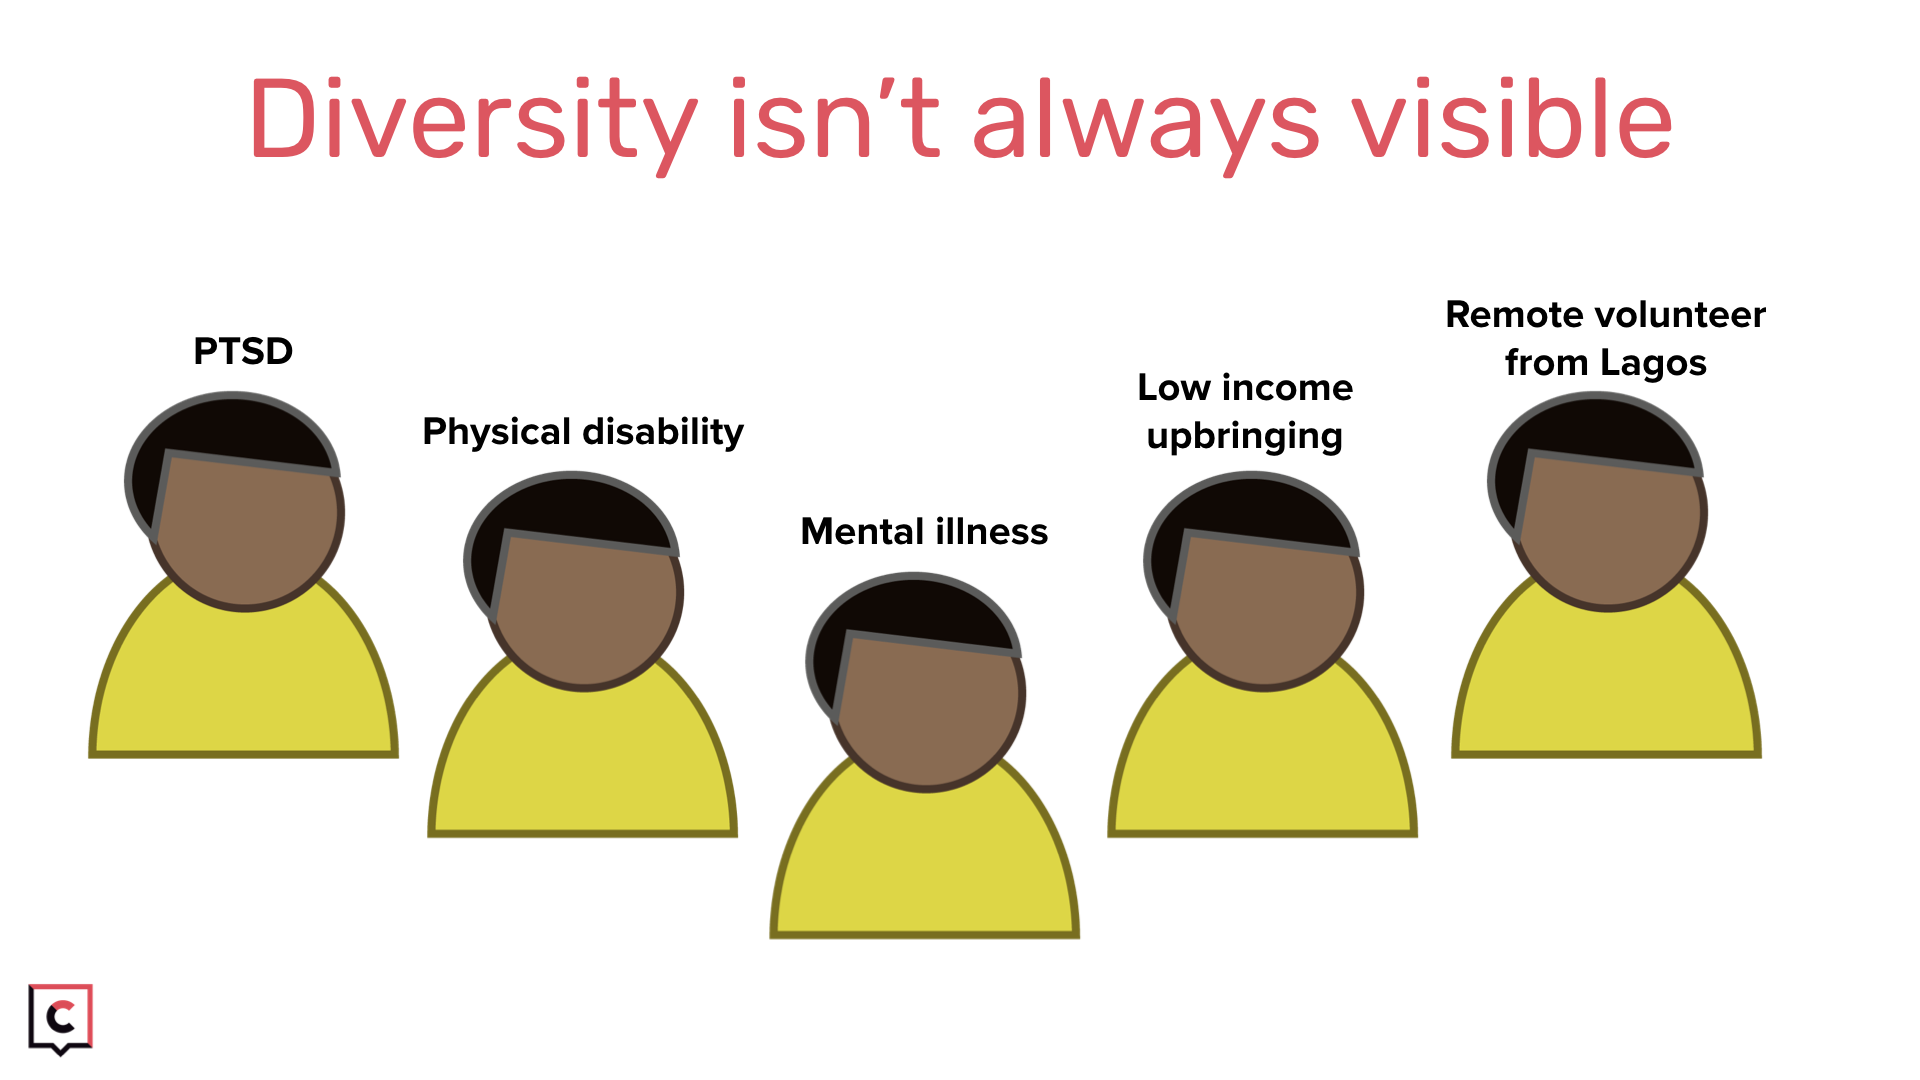 Diversity isn’t always visible
PTSD
Physical disability
Mental illness
Low income
upbringing
Remote volunteer
from Lagos
C